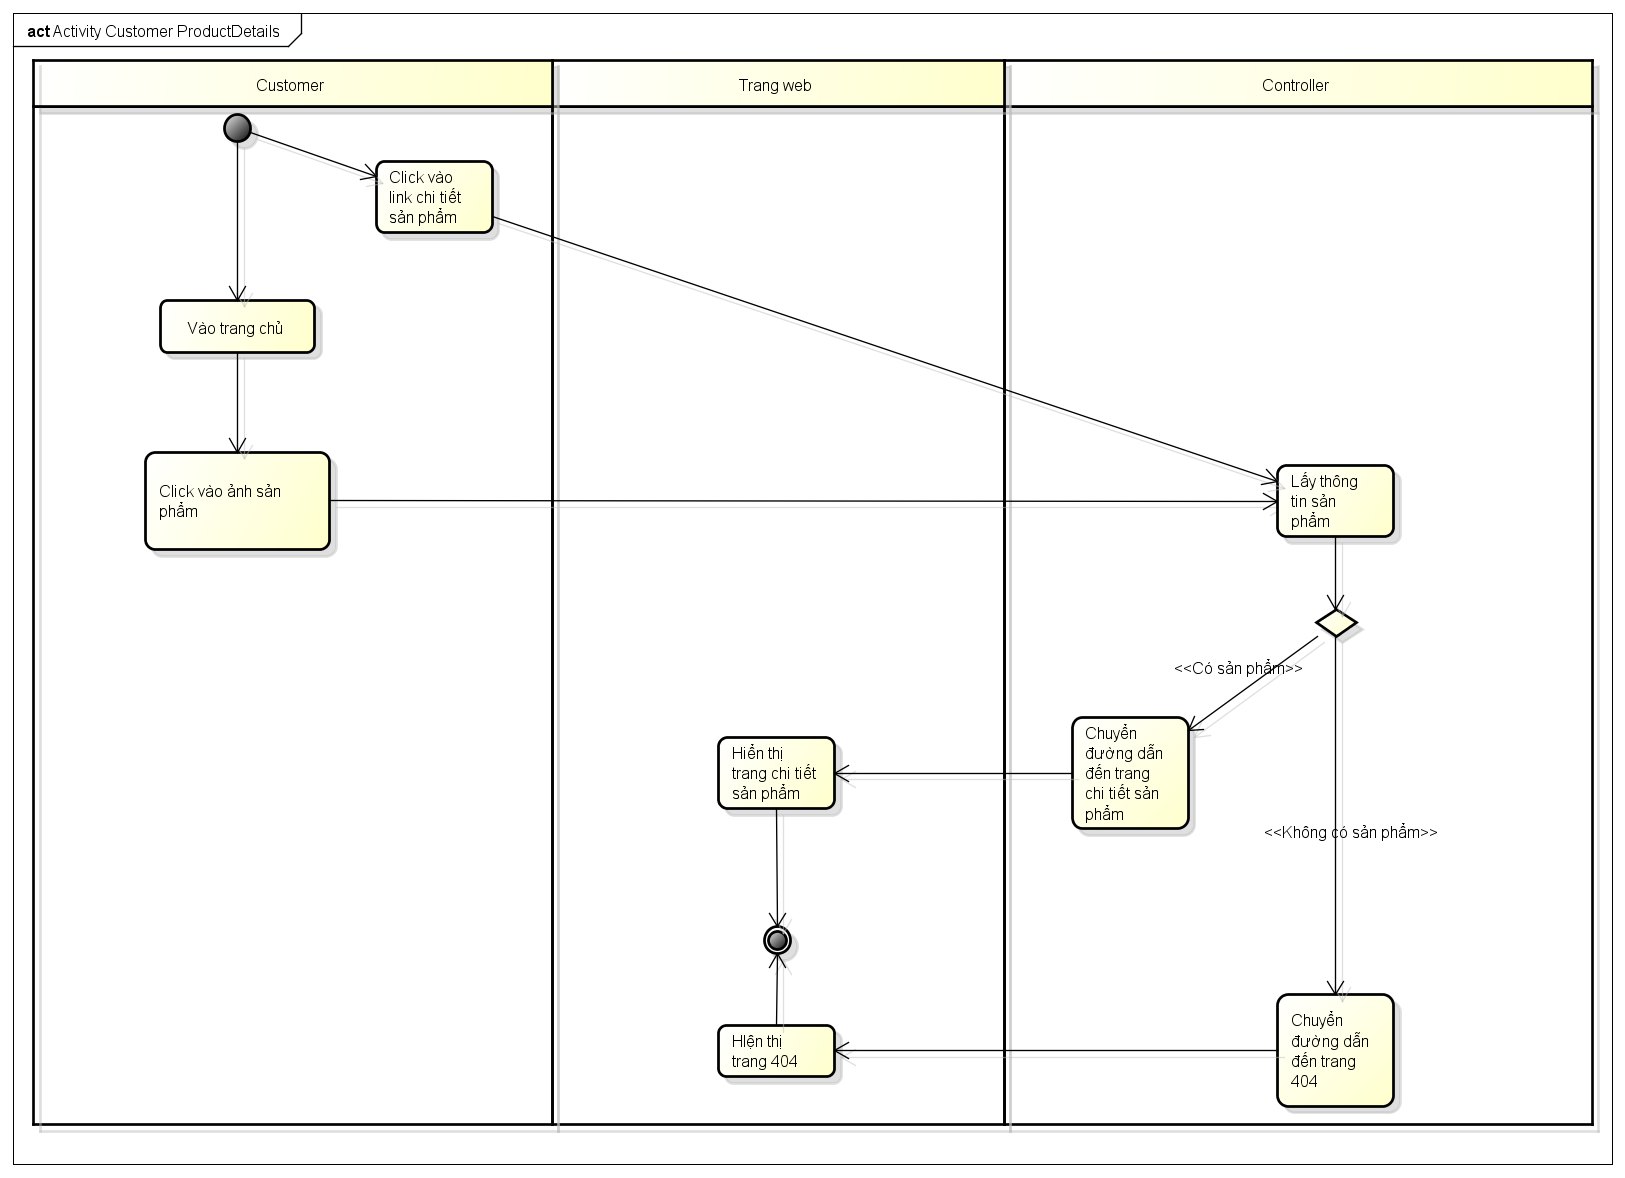 act Activity Customer ProductDetails
Customer
Trang web
Controller
Click vào
link chi tiết
sản phẩm
Vào trang chủ
Click vào ảnh sản
phẩm
Lấy thông
tin sản
phẩm
<<Có sản phẩm>>
Chuyển
đường dẫn
đến trang
chi tiết sản
phẩm
Hiển thị
trang chi tiết
sản phẩm
<<Không có sản phẩm>>
Chuyển
đường dẫn
đến trang
404
HIện thị
trang 404